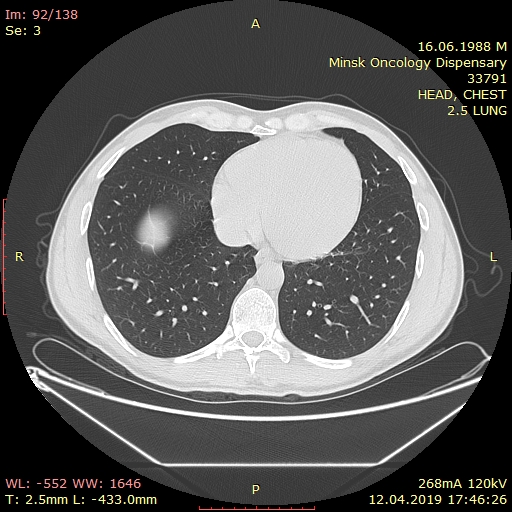 Im: 92/138
Se: 3
A
16.06.1988 M
Minsk Oncology Dispensary
33791
HEAD, CHEST
2.5 LUNG
R
L
WL: -552 WW: 1646
T: 2.5mm L: -433.0mm
P
268mA 120kV
12.04.2019 17:46:26